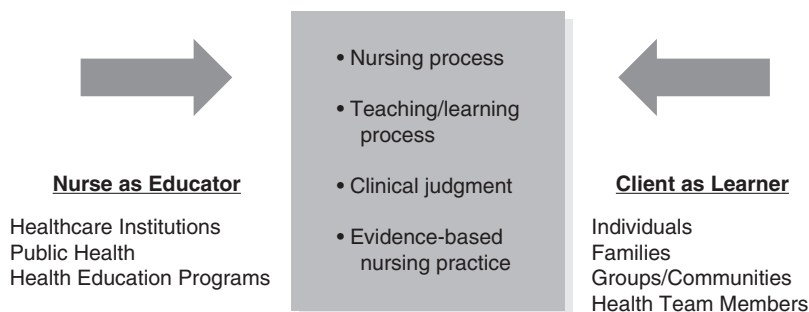 • Nursing process
• Teaching/learning
process
• Clinical judgment
• Evidence-based
nursing practice
Nurse as Educator
Healthcare Institutions
Public Health
Health Education Programs
Client as Learner
Individuals
Families
Groups/Communities
Health Team Members